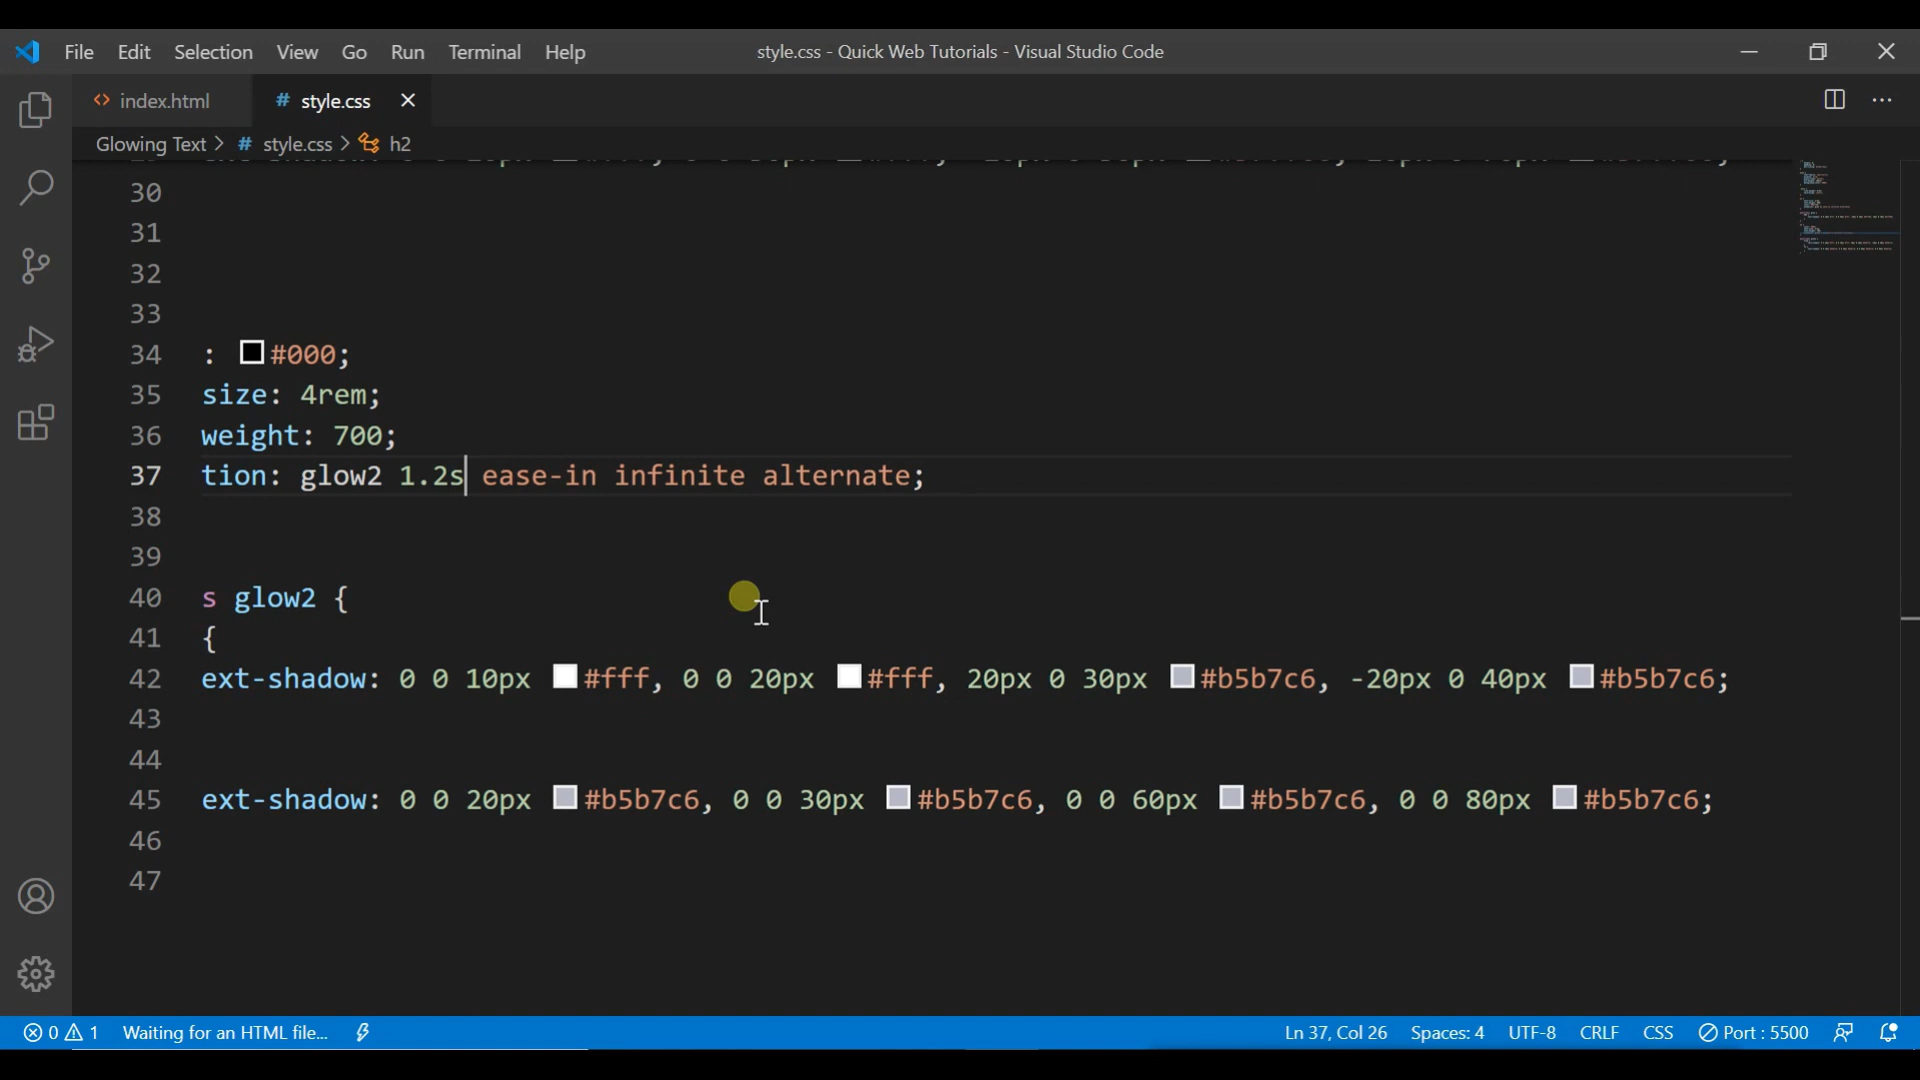 File Edit Selection View Go Run Terminal Help style.css - Quick Web Tutorials - Visual Studio Code
index.html # style.css
Glowing Text > # style.css > h2
30
31
32
33
34 : #000;
35 size: 4rem;
36 weight: 700;
37 tion: glow2 1.2s ease-in infinite alternate;
38
39
40 s glow2 {
41 {
42 ext-shadow: 0 0 10px #fff, 0 0 20px #fff, 20px 0 30px #b5b7c6, -20px 0 40px #b5b7c6;
43
44
45 ext-shadow: 0 0 20px #b5b7c6, 0 0 30px #b5b7c6, 0 0 60px #b5b7c6, 0 0 80px #b5b7c6;
46
47
0 1 Waiting for an HTML file... Ln 37, Col 26 Spaces: 4 UTF-8 CRLF CSS Port : 5500